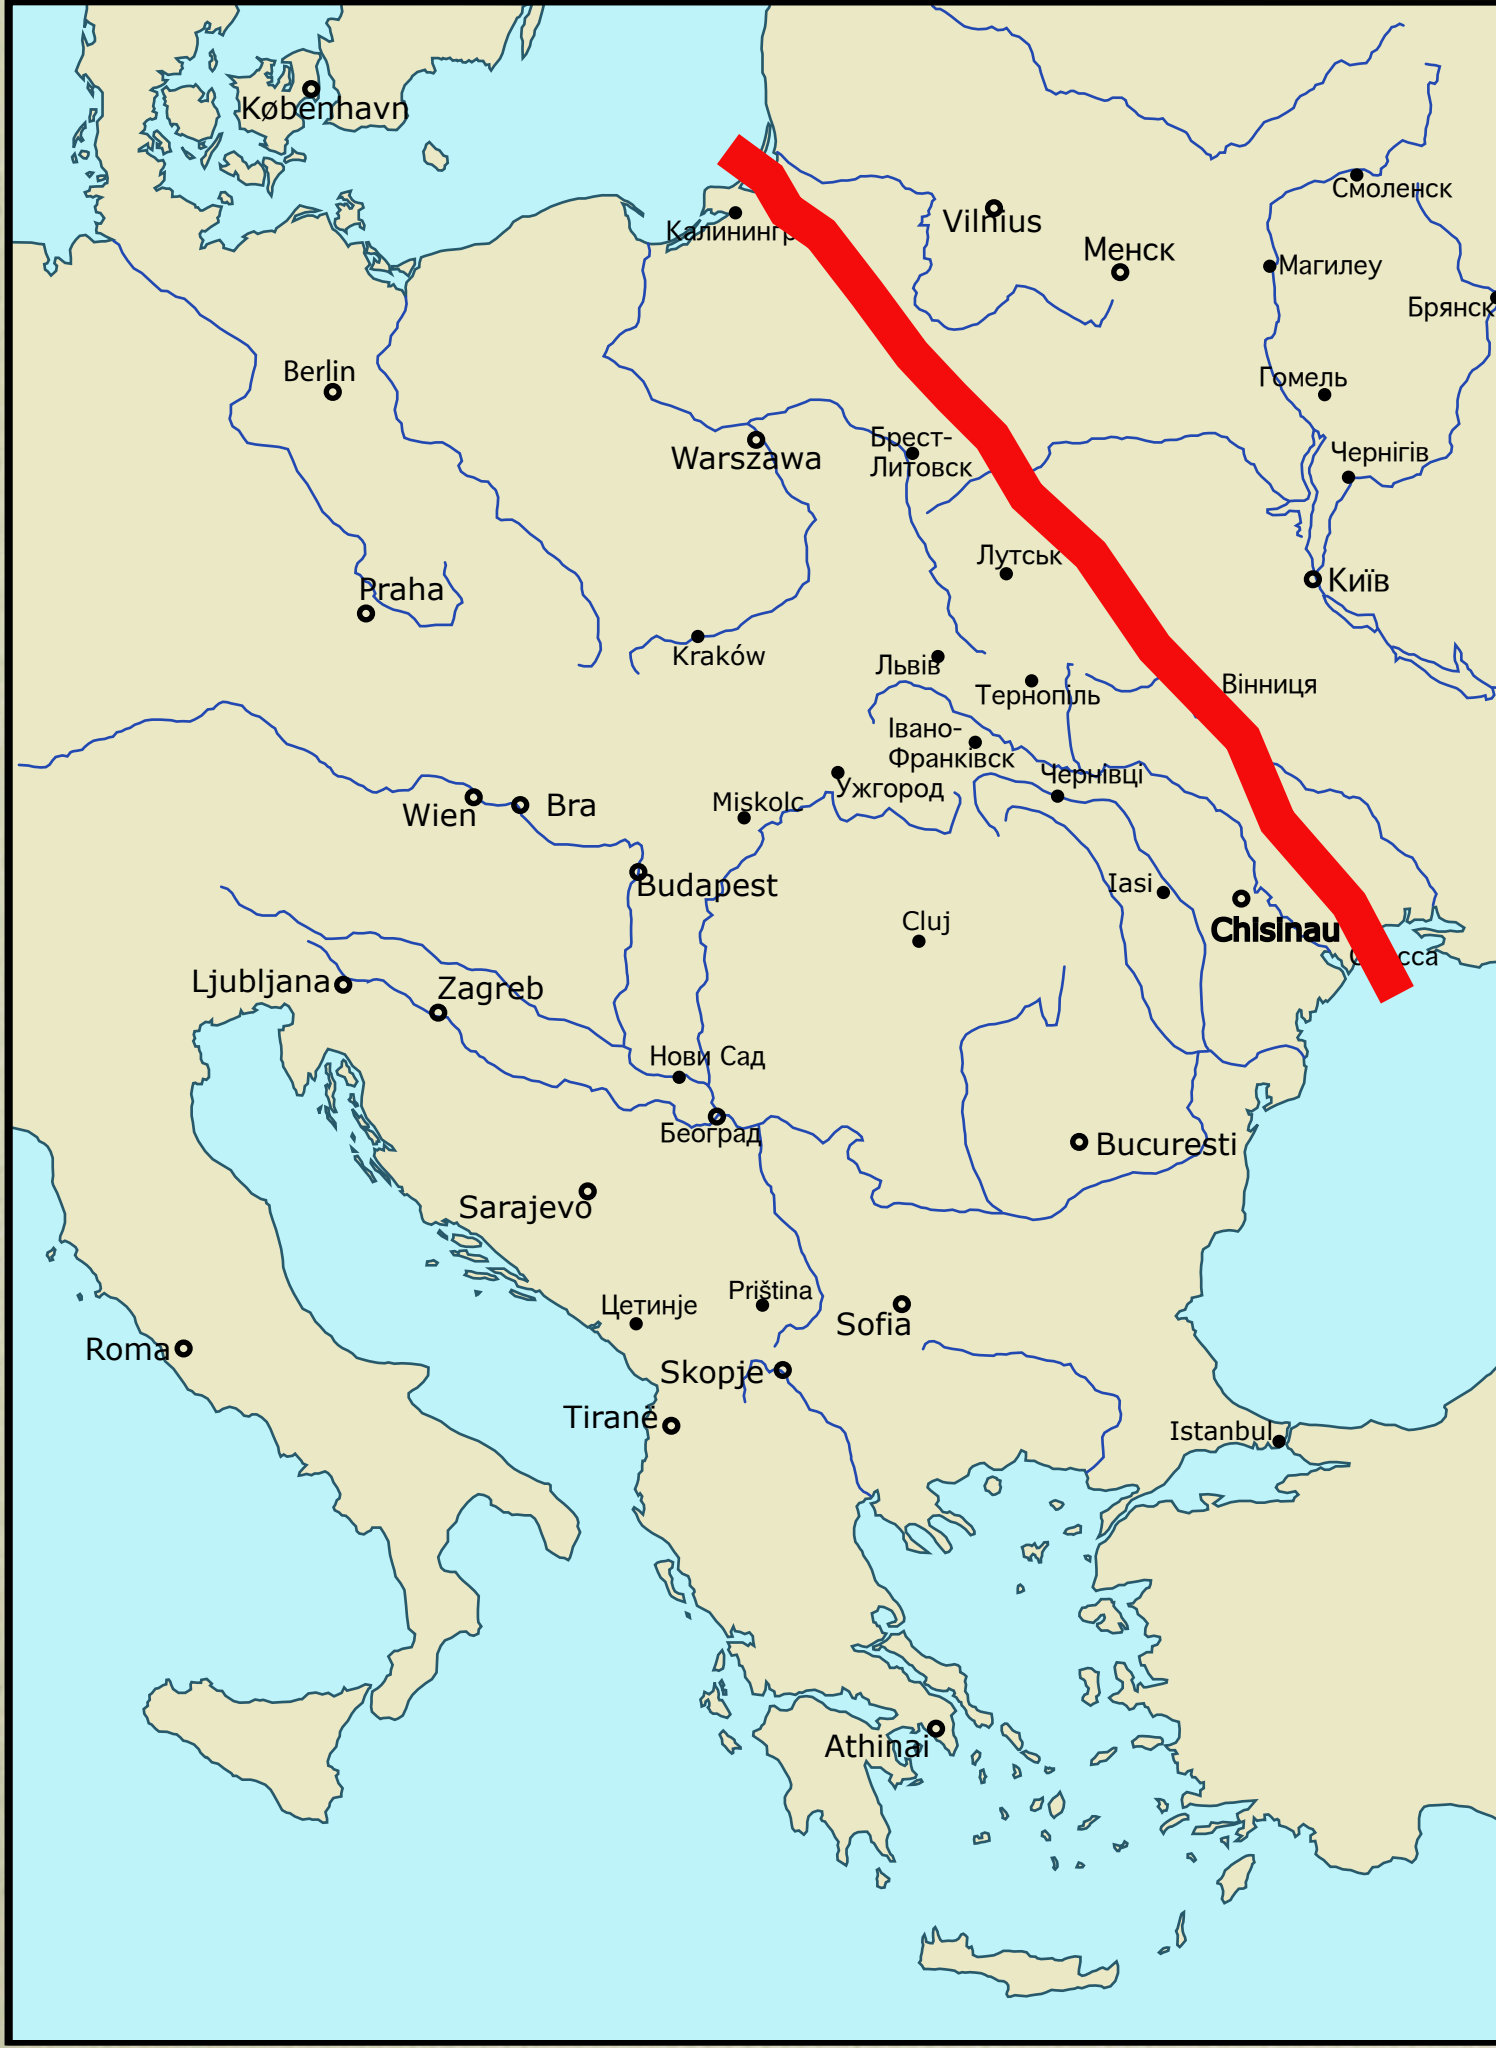 København
Смоленск
Vilnius
Калинингр
Менск
Магилеу
Брянск
Berlin
Гомель
Warszawa
Брест-
Литовск
Чернігів
Лутськ
Praha
Київ
Kraków
Львів
Тернопіль
Вінниця
Івано-
Франківск
Чернівці
Ужгород
Miskolc
Wien
Bra
Budapest
Iasi
Cluj
Chisinau
сса
Ljubljana
Zagreb
Нови Сад
Београд
Bucuresti
Sarajevo
Priština
Цетинје
Sofia
Roma
Skopje
Tiranë
Istanbul
Athinai